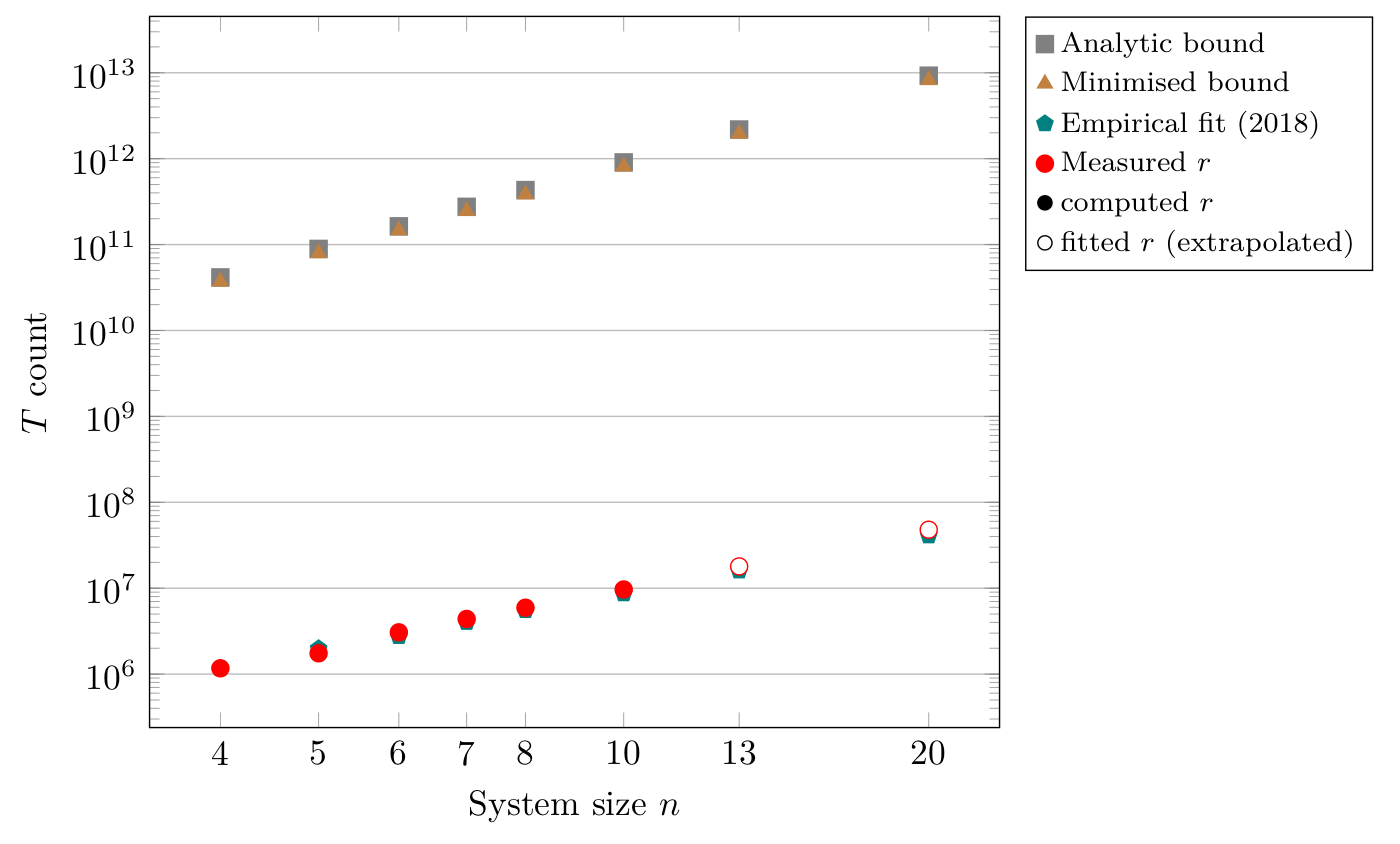 10^13
10^12
10^11
10^10
10^9
10^8
10^7
10^6
T count
4 5 6 7 8 10 13 20
System size n
Analytic bound
Minimised bound
Empirical fit (2018)
Measured r
computed r
fitted r (extrapolated)